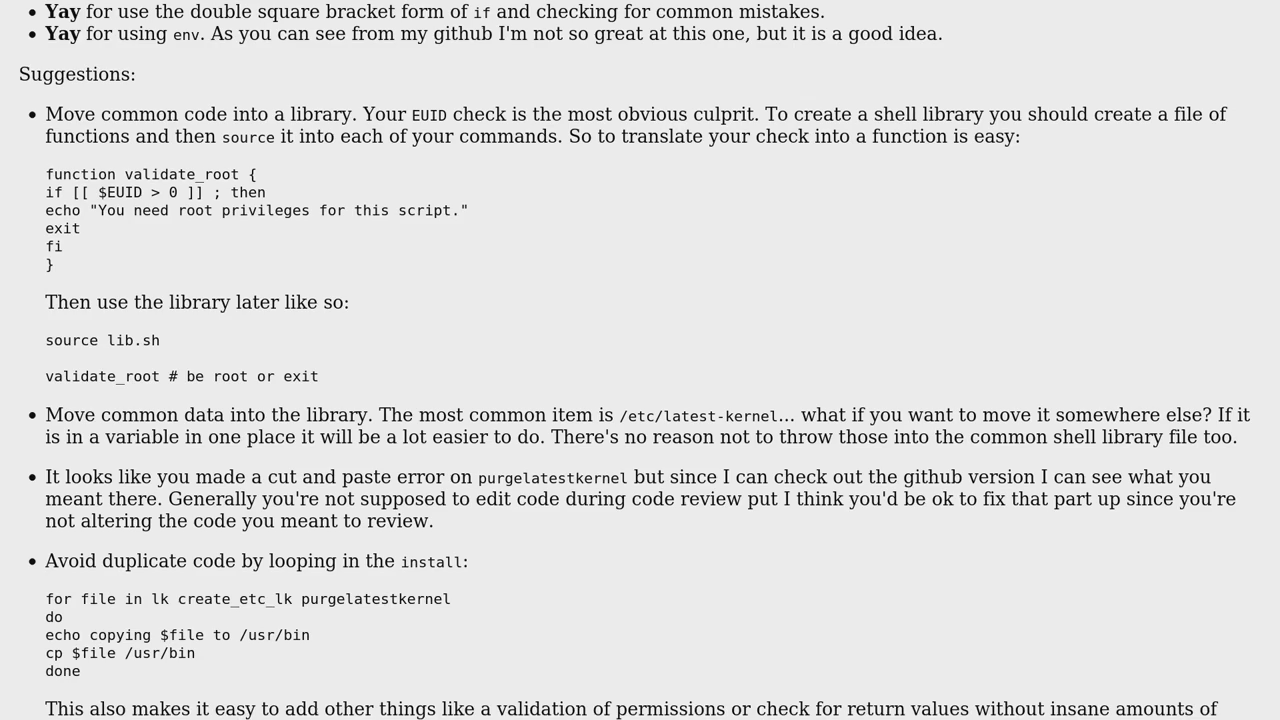 • Yay for use the double square bracket form of if and checking for common mistakes.
• Yay for using env. As you can see from my github I'm not so great at this one, but it is a good idea.
Suggestions:
• Move common code into a library. Your EUID check is the most obvious culprit. To create a shell library you should create a file of
functions and then source it into each of your commands. So to translate your check into a function is easy:
function validate_root {
if [[ $EUID > 0 ]] ; then
echo "You need root privileges for this script."
exit
fi
}
Then use the library later like so:
source lib.sh
validate_root # be root or exit
• Move common data into the library. The most common item is /etc/latest-kernel... what if you want to move it somewhere else? If it
is in a variable in one place it will be a lot easier to do. There's no reason not to throw those into the common shell library file too.
• It looks like you made a cut and paste error on purgelatestkernel but since I can check out the github version I can see what you
meant there. Generally you're not supposed to edit code during code review put I think you'd be ok to fix that part up since you're
not altering the code you meant to review.
• Avoid duplicate code by looping in the install:
for file in lk create_etc_lk purgelatestkernel
do
echo copying $file to /usr/bin
cp $file /usr/bin
done
This also makes it easy to add other things like a validation of permissions or check for return values without insane amounts of